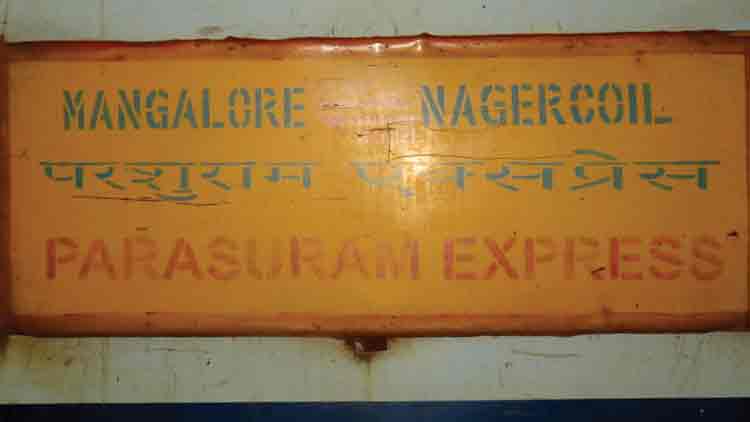 MANGALORE NAGERCOIL
परशुराम एक्सप्रेस
PARASURAM EXPRESS